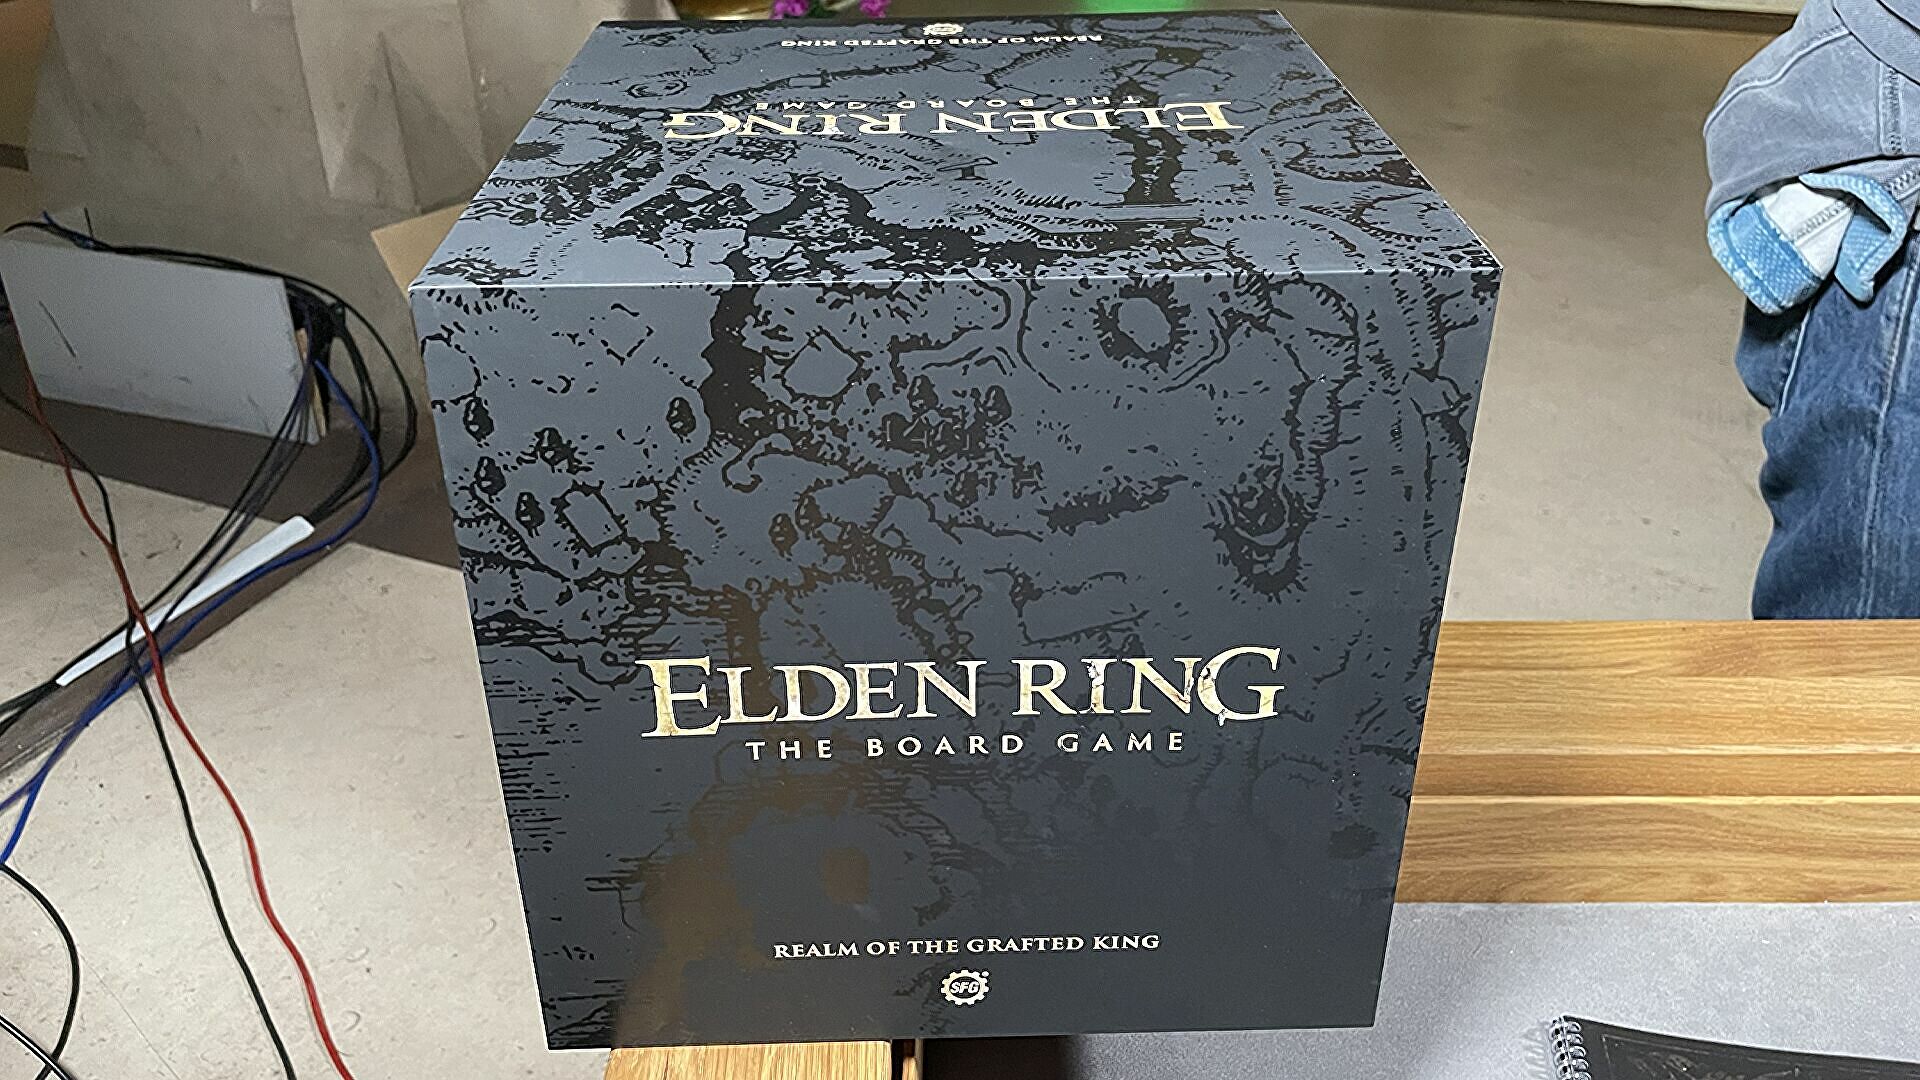 REALM OF THE GRAFTED KING
THE BOARD GAME
ELDEN RING
ELDEN RING
THE BOARD GAME
REALM OF THE GRAFTED KING
SFG